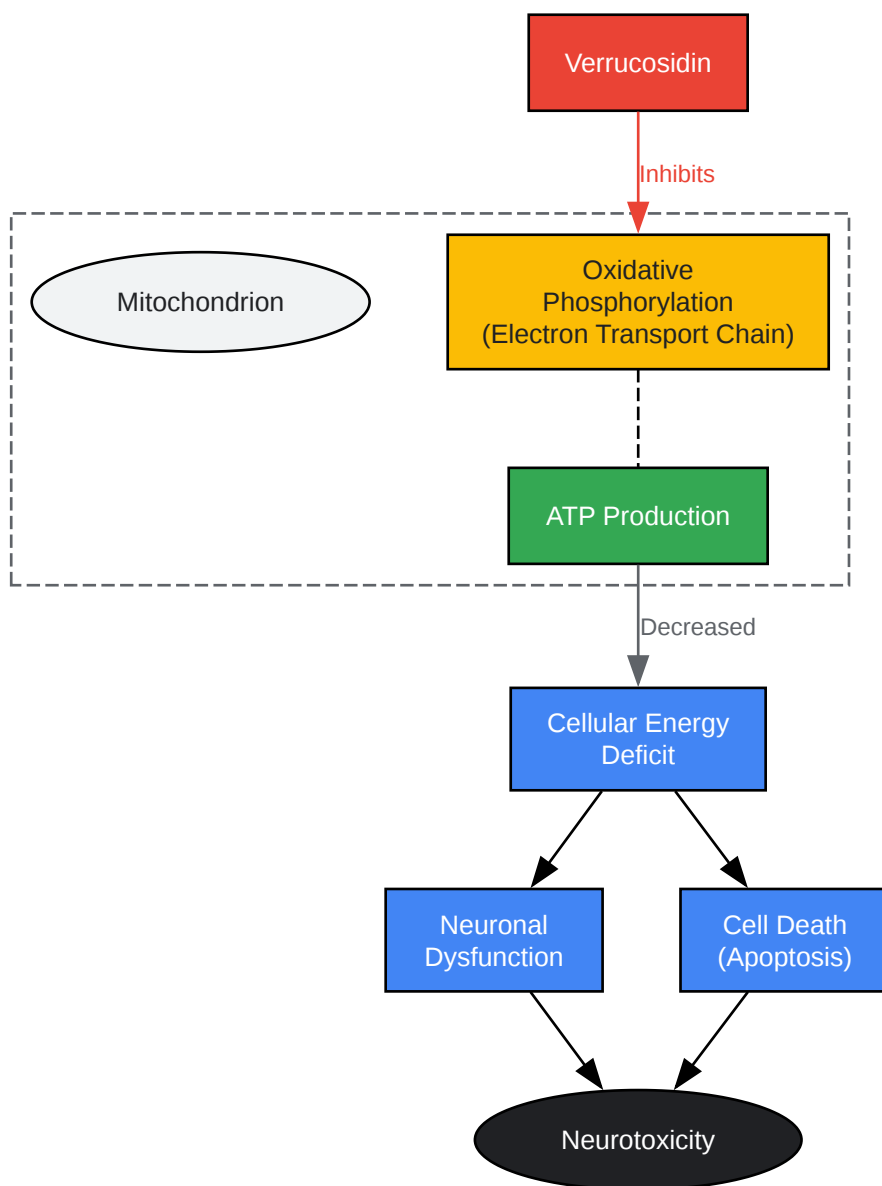 Verrucosidin
Inhibits
Mitochondrion
Oxidative
Phosphorylation
(Electron Transport Chain)
ATP Production
Decreased
Cellular Energy
Deficit
Neuronal
Dysfunction
Cell Death
(Apoptosis)
Neurotoxicity